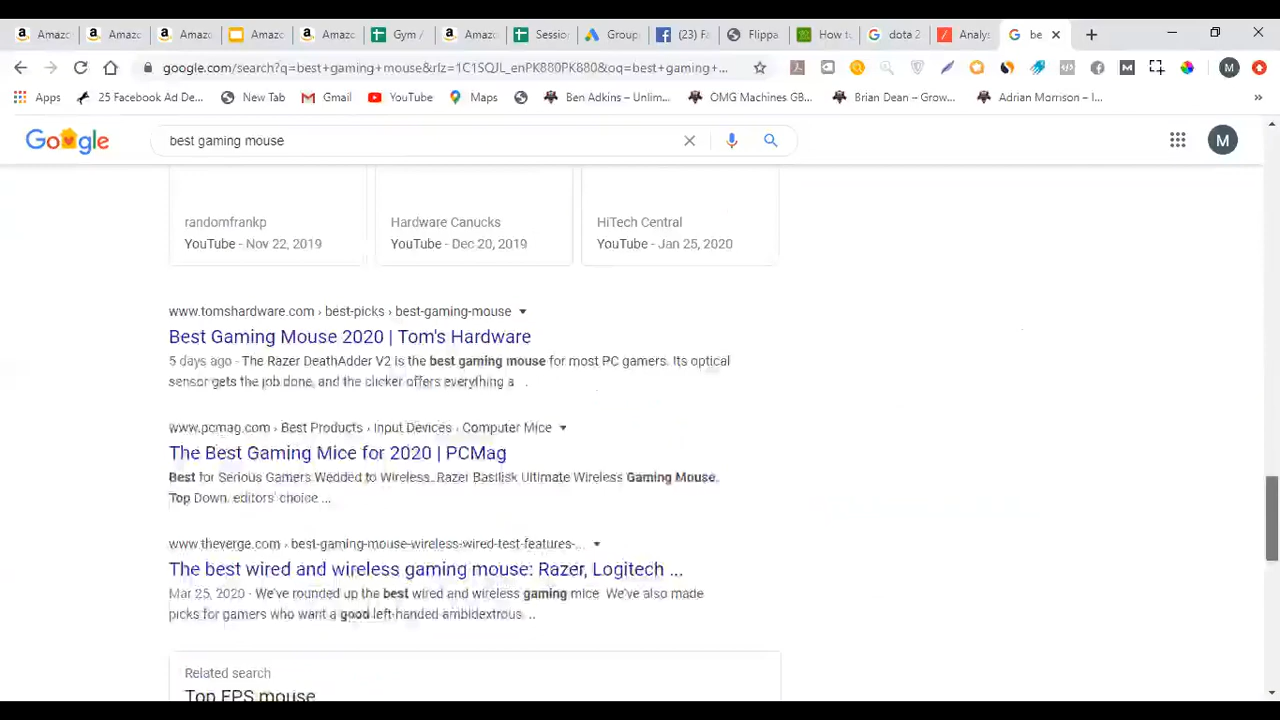 Amazo Amazo Amazo Amazo Amazo Gym / Amazo Sessio Group (23) Fa Flippa How to dota 2 Analys be
google.com/search?q=best+gaming+mouse&rlz=1C1SQJL_enPK880PK880&oq=best+gaming+...
Apps 25 Facebook Ad De... New Tab Gmail YouTube Maps Ben Adkins – Unlim... OMG Machines GB... Brian Dean – Grow... Adrian Morrison – I... »
Google best gaming mouse M
randomfrankp Hardware Canucks HiTech Central
YouTube - Nov 22, 2019 YouTube - Dec 20, 2019 YouTube - Jan 25, 2020
www.tomshardware.com › best-picks › best-gaming-mouse
Best Gaming Mouse 2020 | Tom's Hardware
5 days ago - The Razer DeathAdder V2 is the best gaming mouse for most PC gamers. Its optical
sensor gets the job done, and the clicker offers everything a .
www.pcmag.com › Best Products › Input Devices › Computer Mice
The Best Gaming Mice for 2020 | PCMag
Best for Serious Gamers Wedded to Wireless. Razer Basilisk Ultimate Wireless Gaming Mouse.
Top Down. editors' choice ...
www.theverge.com › best-gaming-mouse-wireless-wired-test-features-...
The best wired and wireless gaming mouse: Razer, Logitech ...
Mar 25, 2020 - We've rounded up the best wired and wireless gaming mice We've also made
picks for gamers who want a good left-handed ambidextrous ..
Related search
Top FPS mouse